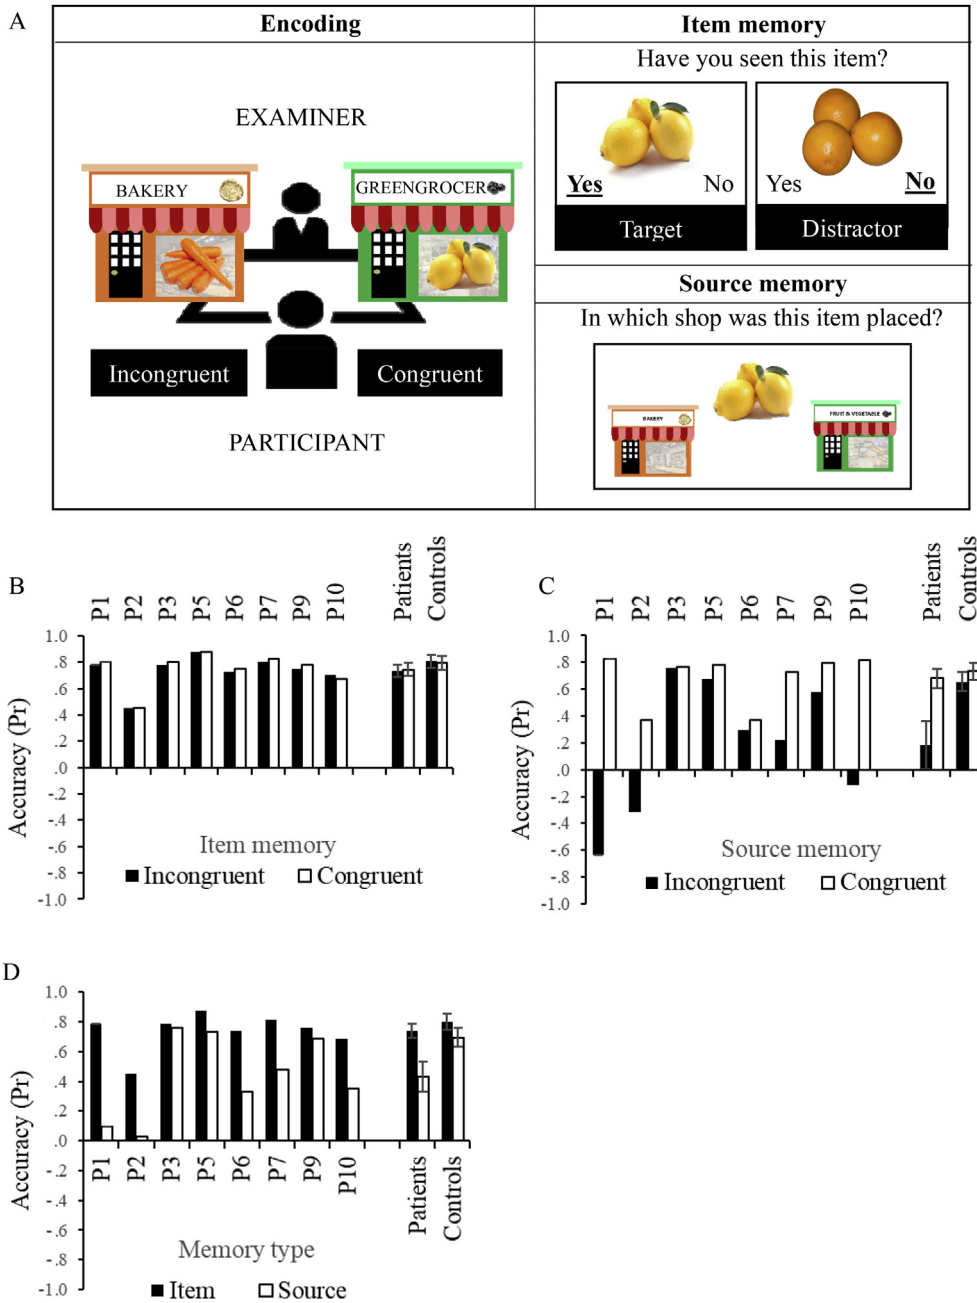 A
Encoding
EXAMINER
BAKERY
GREENGROCER
Incongruent
Congruent
PARTICIPANT
Item memory
Have you seen this item?
Yes No
Target
Yes No
Distractor
Source memory
In which shop was this item placed?
BAKERY
FRUIT & VEGETABLE
B
P1 P2 P3 P5 P6 P7 P9 P10 Patients Controls
Accuracy (Pr)
1.0
.8
.6
.4
.2
.0
-.2
-.4
-.6
-.8
-1.0
Item memory
Incongruent Congruent
C
P1 P2 P3 P5 P6 P7 P9 P10 Patients Controls
Accuracy (Pr)
1.0
.8
.6
.4
.2
.0
-.2
-.4
-.6
-.8
-1.0
Source memory
Incongruent Congruent
D
Accuracy (Pr)
1.0
.8
.6
.4
.2
.0
-.2
-.4
-.6
-.8
-1.0
P1 P2 P3 P5 P6 P7 P9 P10 Patients Controls
Memory type
Item Source